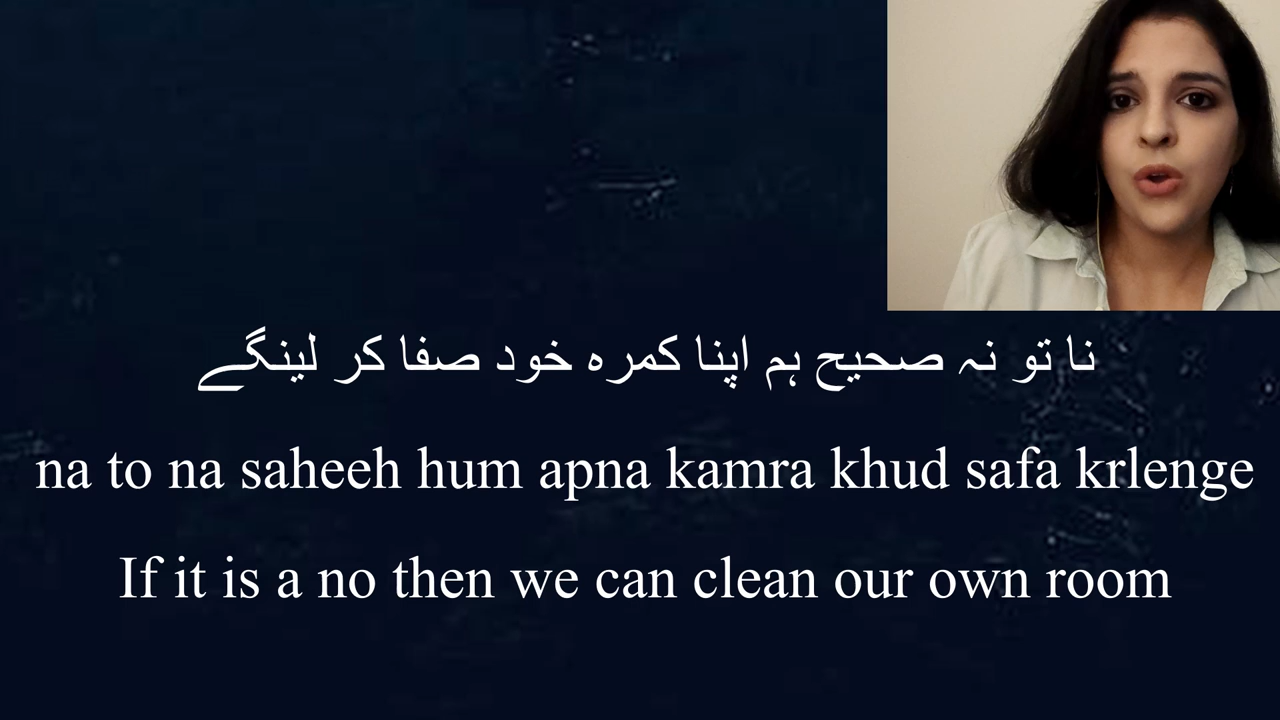 نا تو نہ صحیح ہم اپنا کمرہ خود صفا کر لینگے
na to na saheeh hum apna kamra khud safa krlenge
If it is a no then we can clean our own room